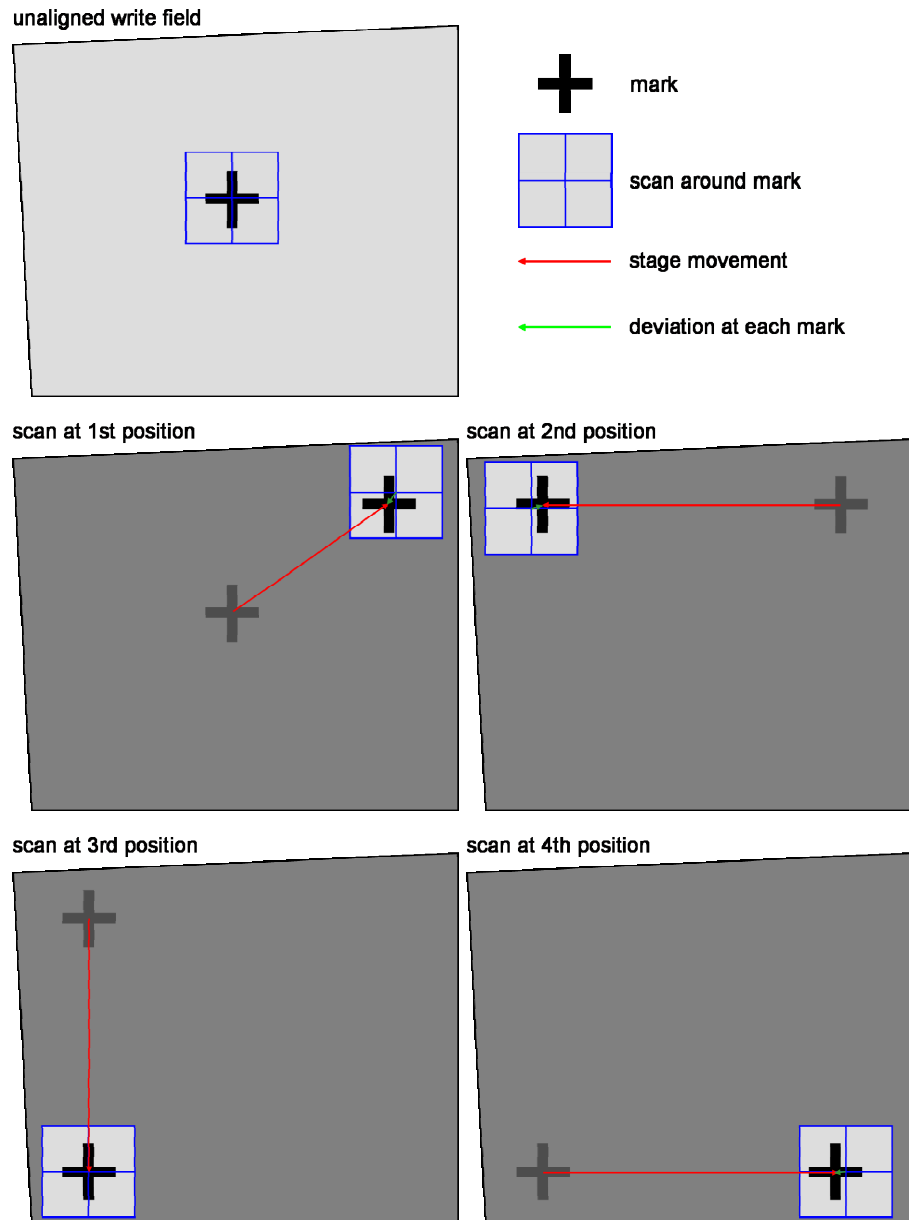 unaligned write field
mark
scan around mark
stage movement
deviation at each mark
scan at 1st position
scan at 2nd position
scan at 3rd position
scan at 4th position